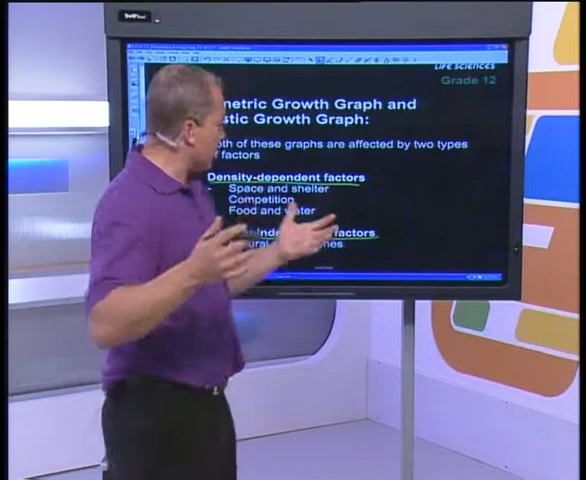 LIFE SCIENCES
Grade 12
metric Growth Graph and
stic Growth Graph:
oth of these graphs are affected by two types
f factors
Density-dependent factors
- Space and shelter
Competition
Food and water
factors